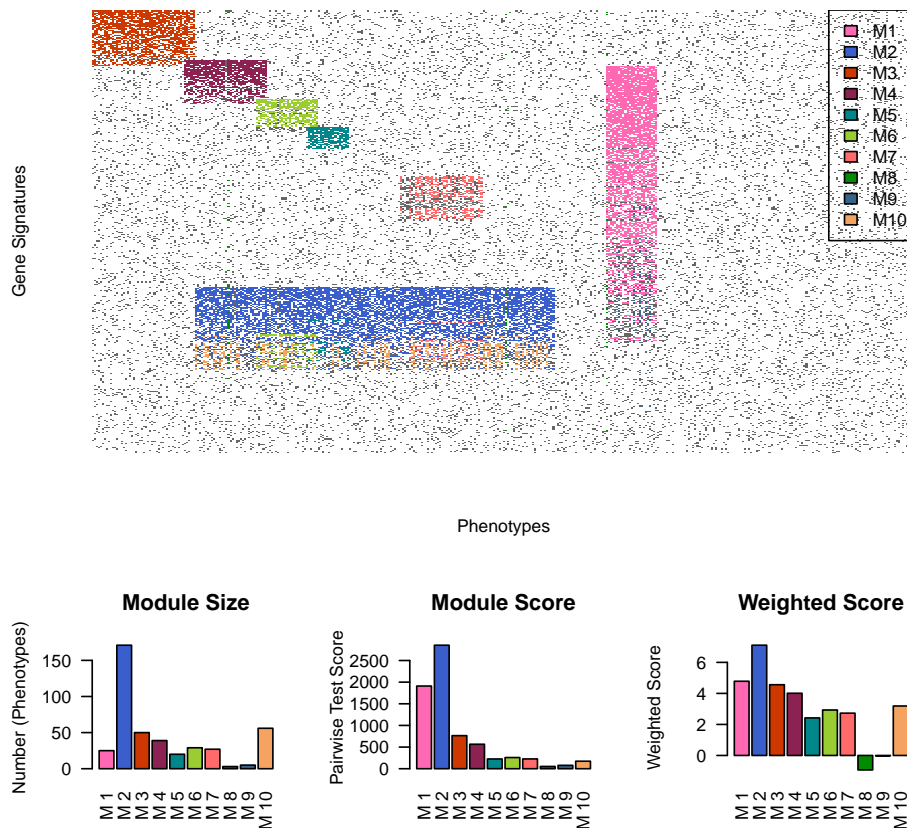 Gene Signatures
M1
M2
M3
M4
M5
M6
M7
M8
M9
M10
Phenotypes
Module Size
Number (Phenotypes)
150
100
50
0
M 1
M 2
M 3
M 4
M 5
M 6
M 7
M 8
M 9
M 10
Module Score
Pairwise Test Score
2500
2000
1500
1000
500
0
M 1
M 2
M 3
M 4
M 5
M 6
M 7
M 8
M 9
M 10
Weighted Score
Weighted Score
6
4
2
0
M 1
M 2
M 3
M 4
M 5
M 6
M 7
M 8
M 9
M 10